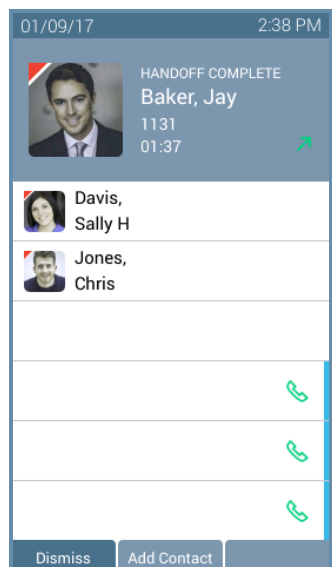 01/09/17 2:38 PM
HANDOFF COMPLETE
Baker, Jay
1131
01:37
Davis,
Sally H
Jones,
Chris
Dismiss Add Contact